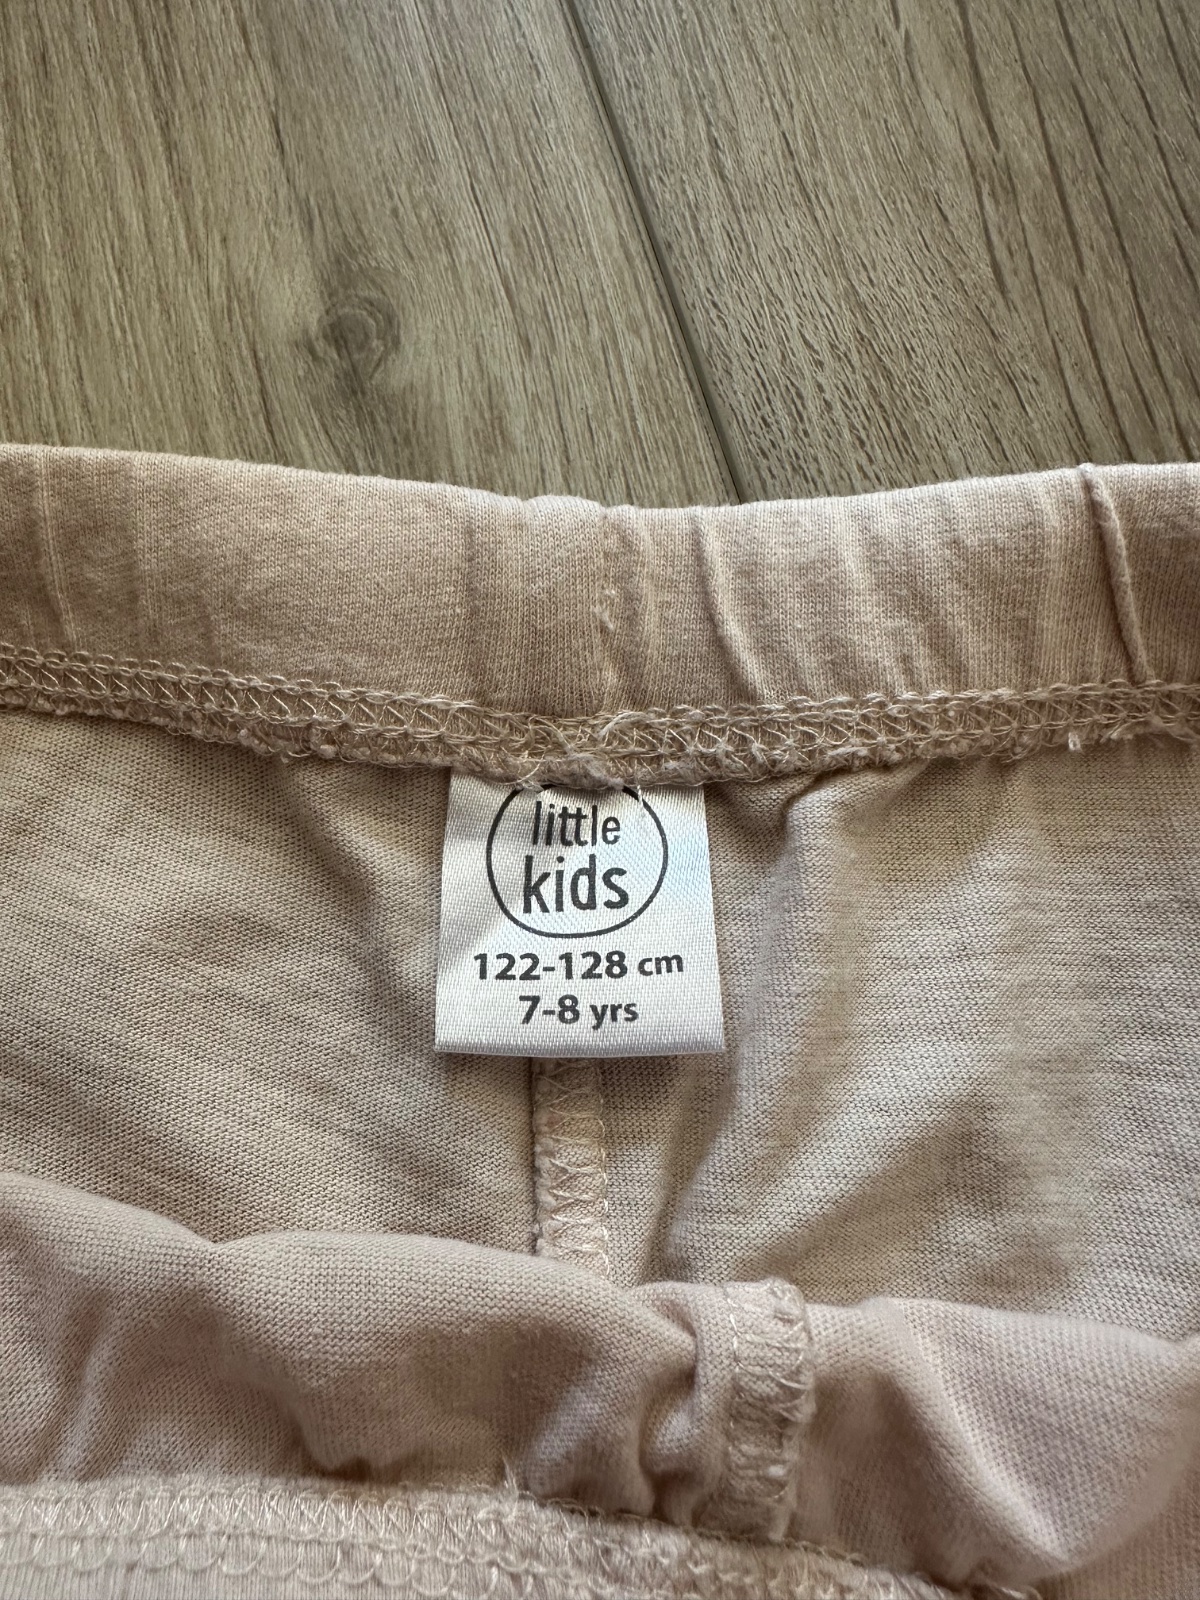 little
kids
122-128 cm
7-8 yrs